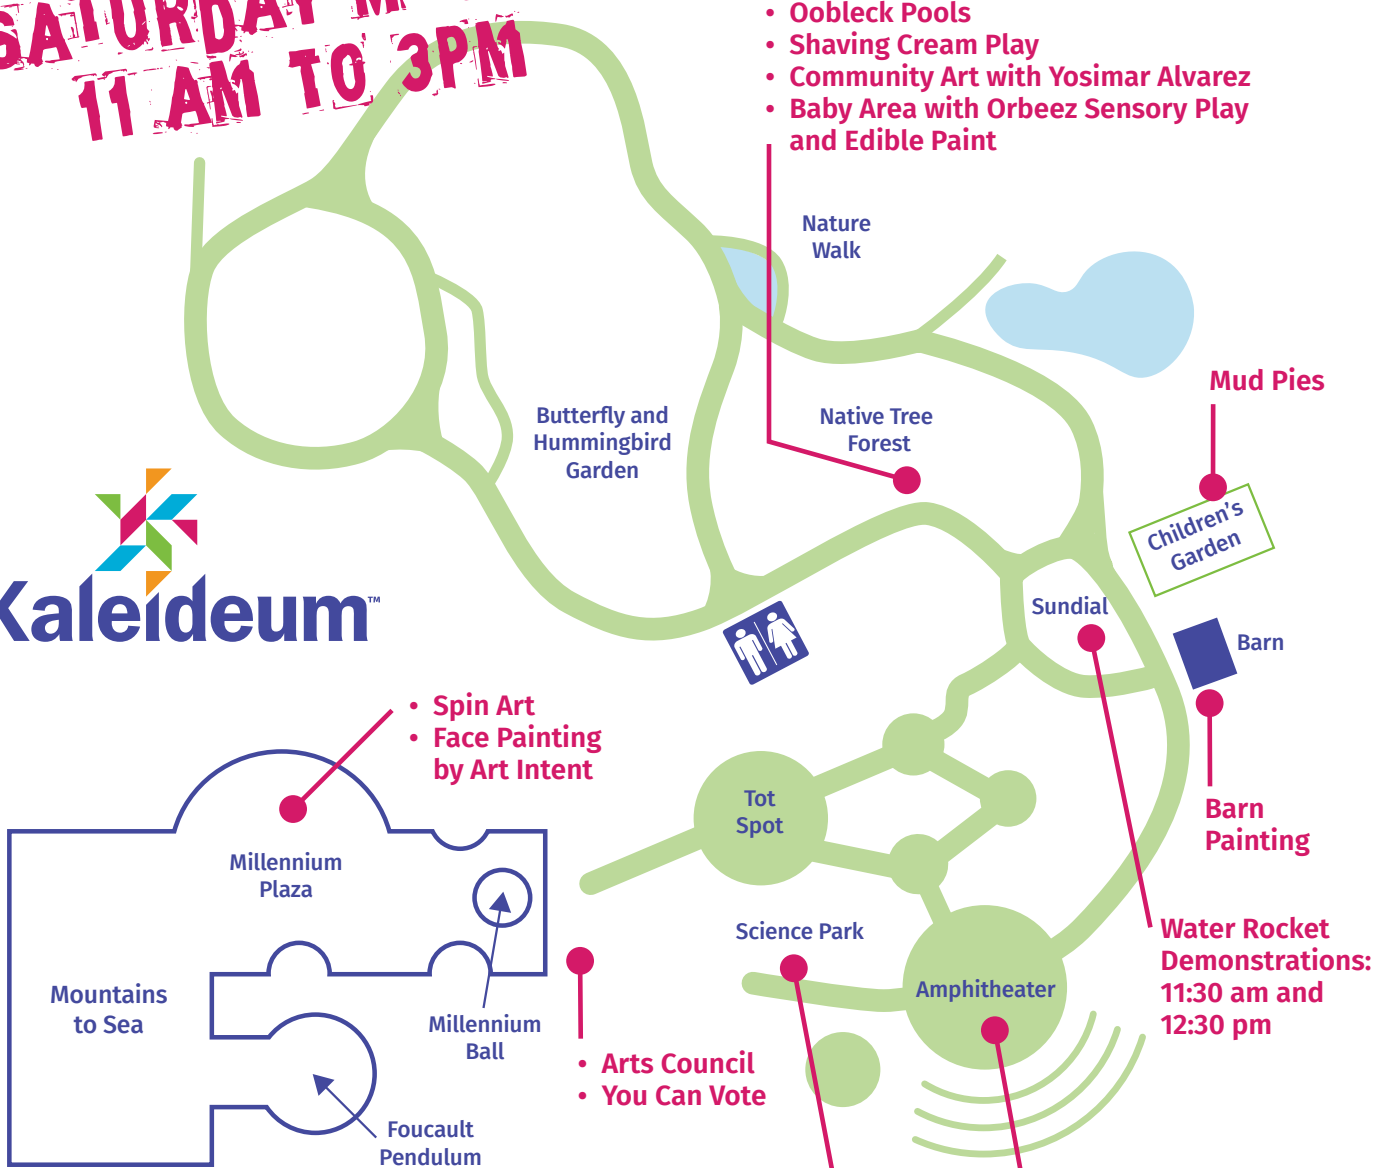 SATURDAY
11 AM TO 3PM
• Oobleck Pools
• Shaving Cream Play
• Community Art with Yosimar Alvarez
• Baby Area with Orbeez Sensory Play
and Edible Paint
Nature
Walk
Mud Pies
Butterfly and
Hummingbird
Garden
Native Tree
Forest
Children's
Garden
Kaleideum™
Sundial
Barn
• Spin Art
• Face Painting
by Art Intent
Tot
Spot
Barn
Painting
Millennium
Plaza
Science Park
Water Rocket
Demonstrations:
11:30 am and
12:30 pm
Amphitheater
Mountains
to Sea
Millennium
Ball
• Arts Council
• You Can Vote
Foucault
Pendulum